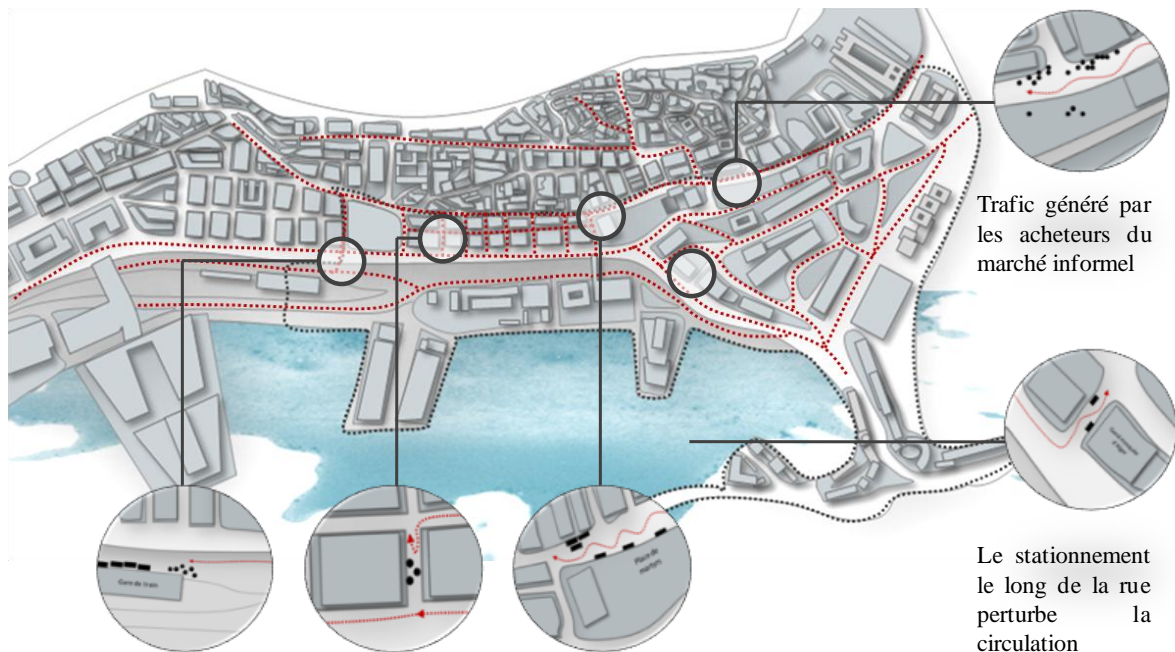 Trafic généré par
les acheteurs du
marché informel
Le stationnement
le long de la rue
perturbe la
circulation
Gare de train
Place de
martyrs